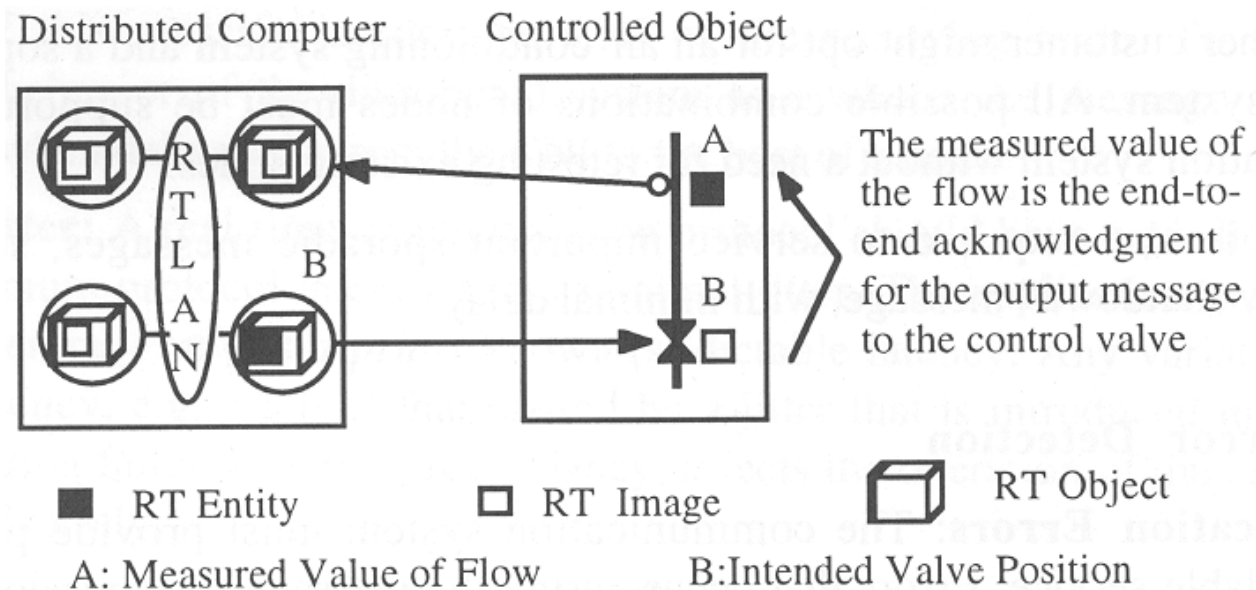 Distributed Computer
Controlled Object
R
T
L
A
N
B
A
B
The measured value of
the flow is the end-to-
end acknowledgment
for the output message
to the control valve
RT Entity
RT Image
RT Object
A: Measured Value of Flow
B:Intended Valve Position